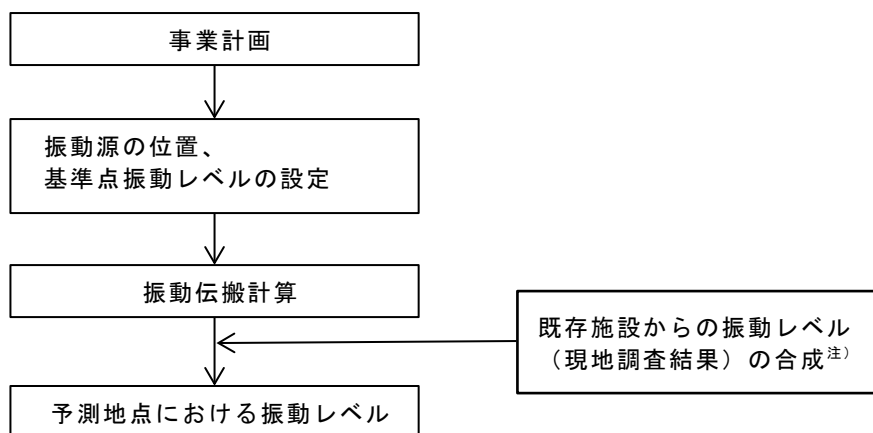 事業計画
振動源の位置、
基準点振動レベルの設定
振動伝搬計算
既存施設からの振動レベル
（現地調査結果）の合成注）
予測地点における振動レベル